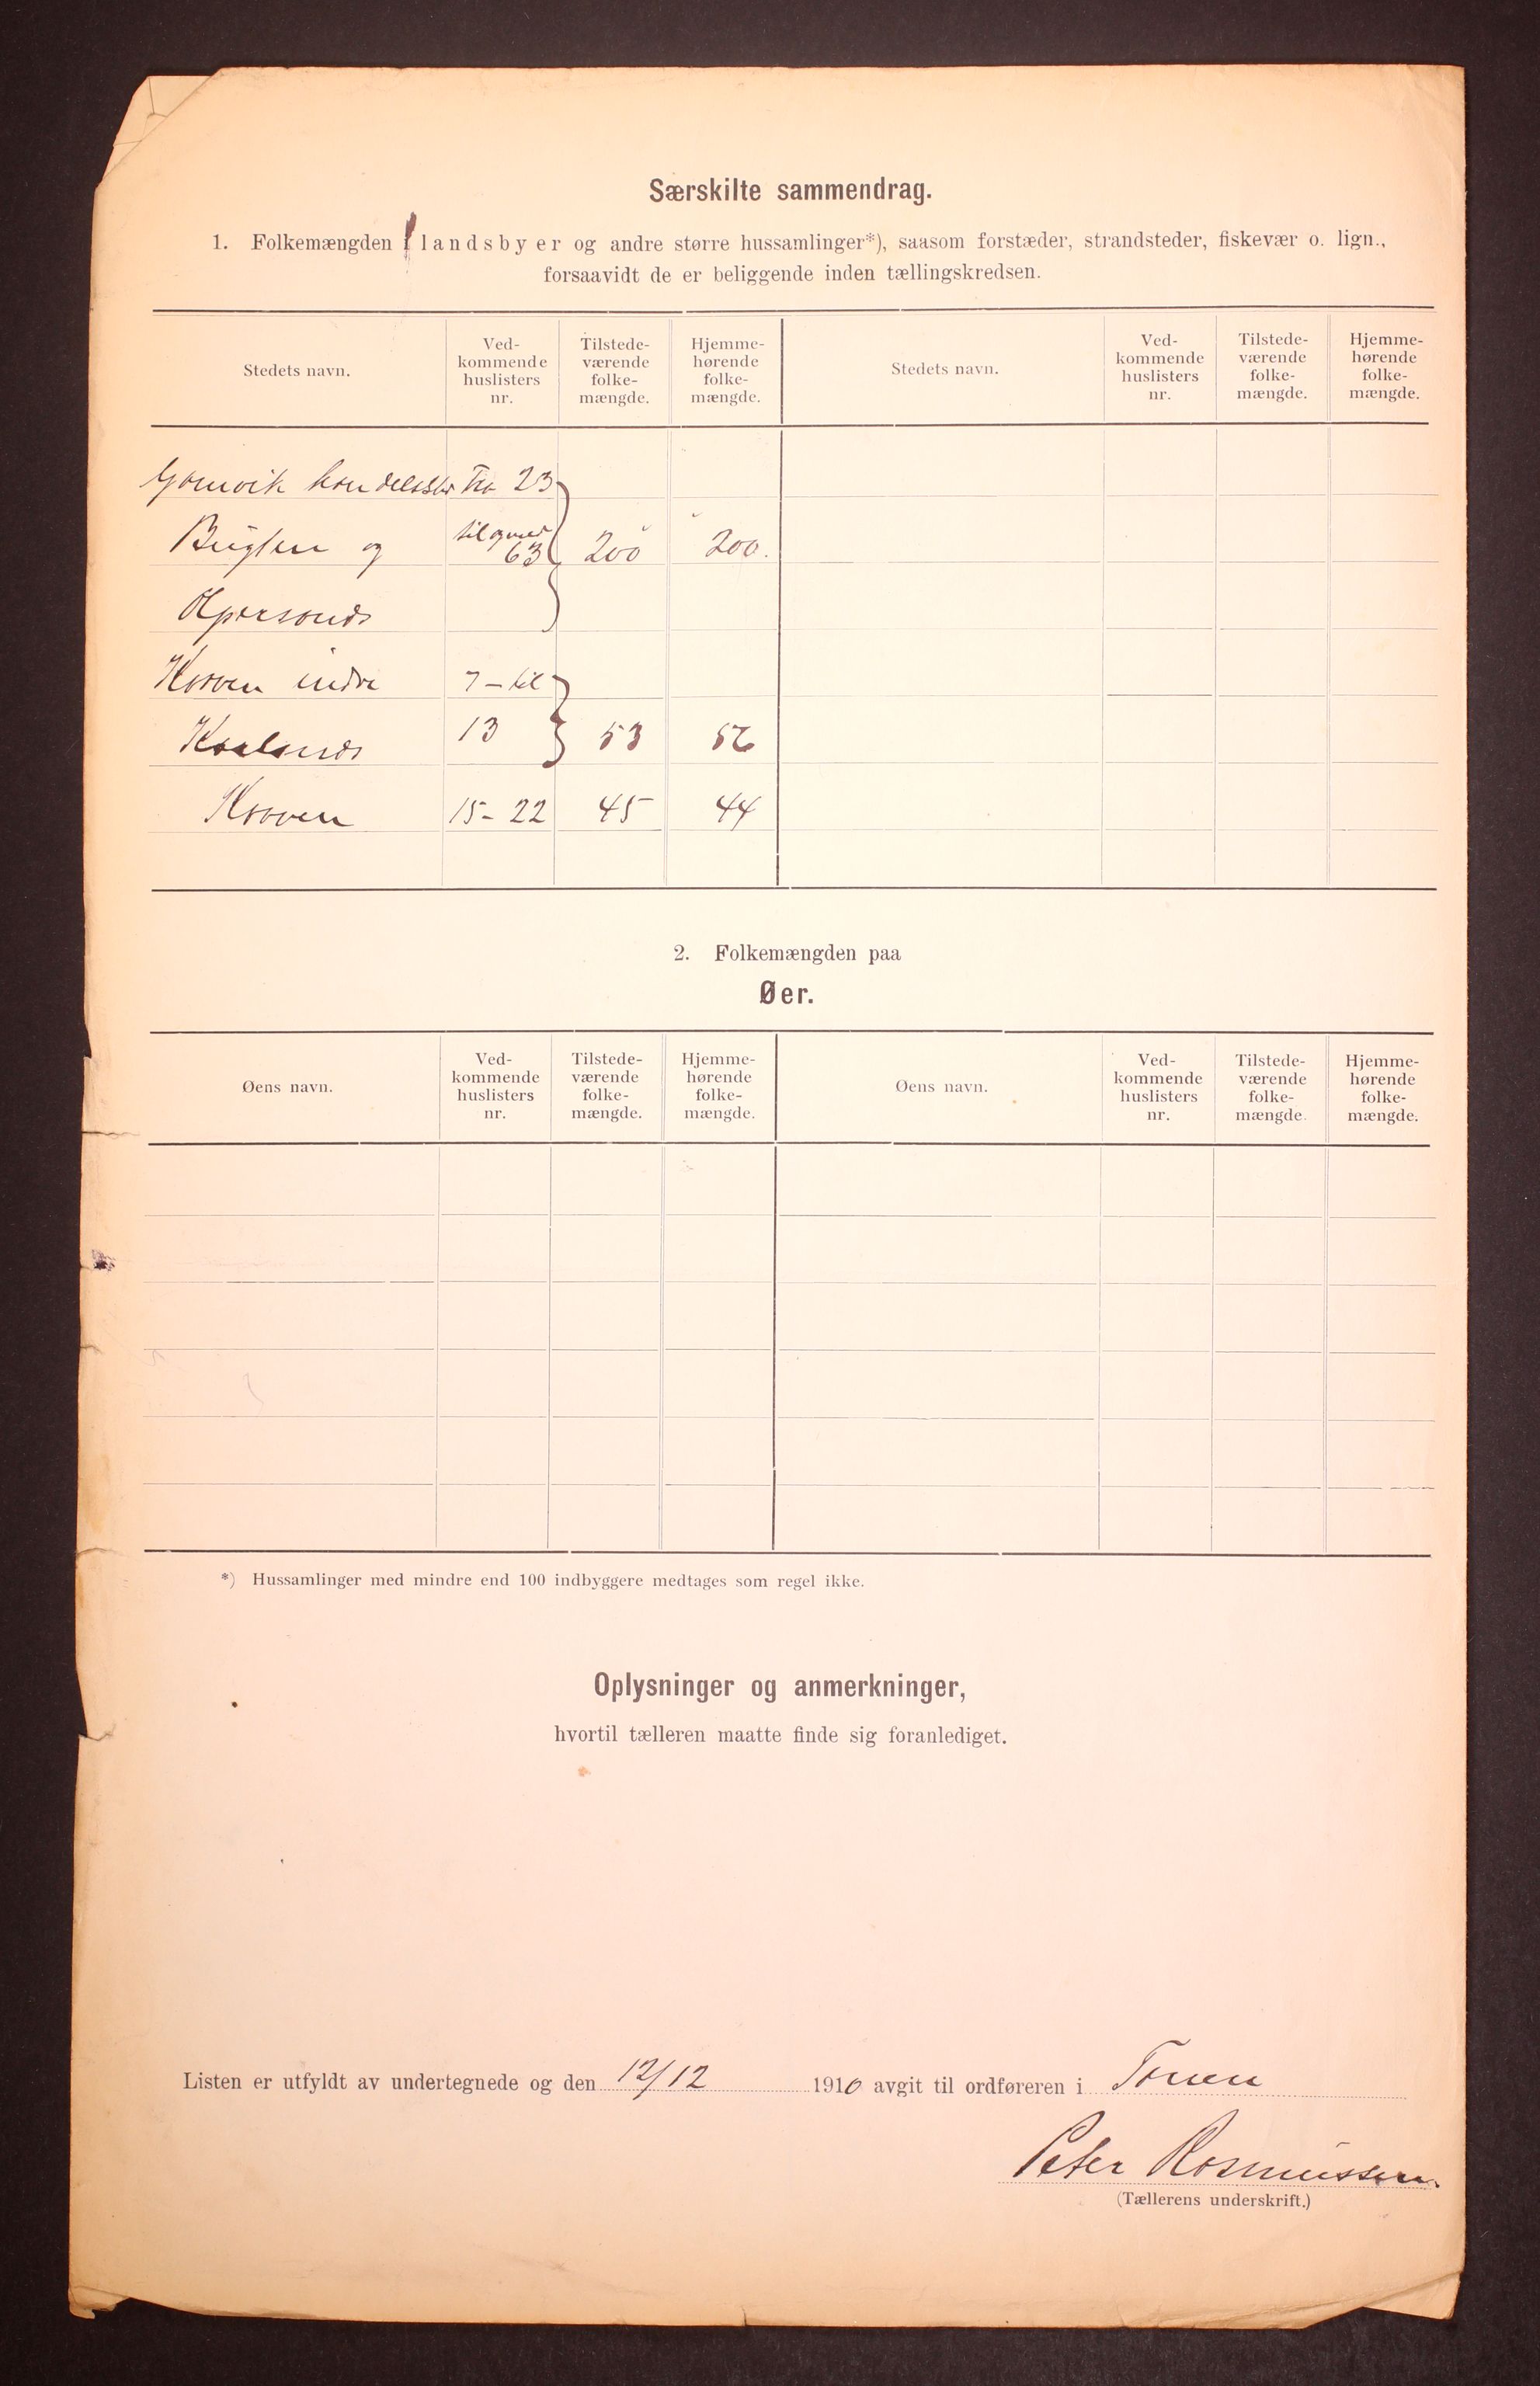 Særskilte sammendrag.
1. Folkemængden i landsbyer og andre større hussamlinger*), saasom forstæder, strandsteder, fiskevær o. lign.,
forsaavidt de er beliggende inden tællingskredsen.
Stedets navn. Ved- kommende huslisters nr. Tilstede- værende folke- mængde. Hjemme- hørende folke- mængde. Stedets navn. Ved- kommende huslisters nr. Tilstede- værende folke- mængde. Hjemme- hørende folke- mængde.
23
og til og med 63 200 200.
indre 7 - til
13 53 56
15 - 22 45 44
2. Folkemængden paa
Øer.
Øens navn. Ved- kommende huslisters nr. Tilstede- værende folke- mængde. Hjemme- hørende folke- mængde. Øens navn. Ved- kommende huslisters nr. Tilstede- værende folke- mængde. Hjemme- hørende folke- mængde.
*) Hussamlinger med mindre end 100 indbyggere medtages som regel ikke.
Oplysninger og anmerkninger,
hvortil tælleren maatte finde sig foranlediget.
Listen er utfyldt av undertegnede og den 12/12 1910 avgit til ordføreren i
Peter Rasmussen.
(Tællerens underskrift.)